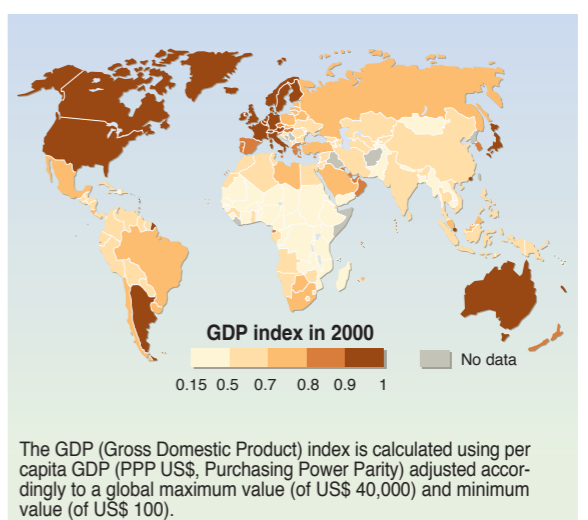 GDP index in 2000
0.15 0.5 0.7 0.8 0.9 1
No data
The GDP (Gross Domestic Product) index is calculated using per
capita GDP (PPP US$, Purchasing Power Parity) adjusted accor-
dingly to a global maximum value (of US$ 40,000) and minimum
value (of US$ 100).